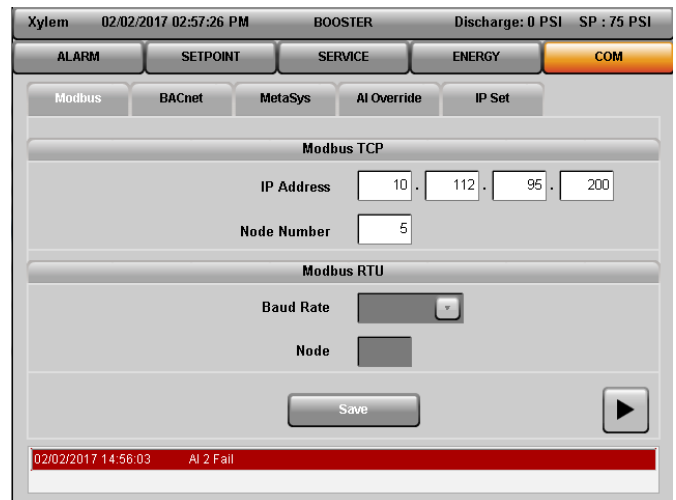 Xylem 02/02/2017 02:57:26 PM BOOSTER Discharge: 0 PSI SP : 75 PSI
ALARM SETPOINT SERVICE ENERGY COM
Modbus BACnet MetaSys AI Override IP Set
Modbus TCP
IP Address 10 . 112 . 95 . 200
Node Number 5
Modbus RTU
Baud Rate
Node
Save
02/02/2017 14:56:03 AI 2 Fail